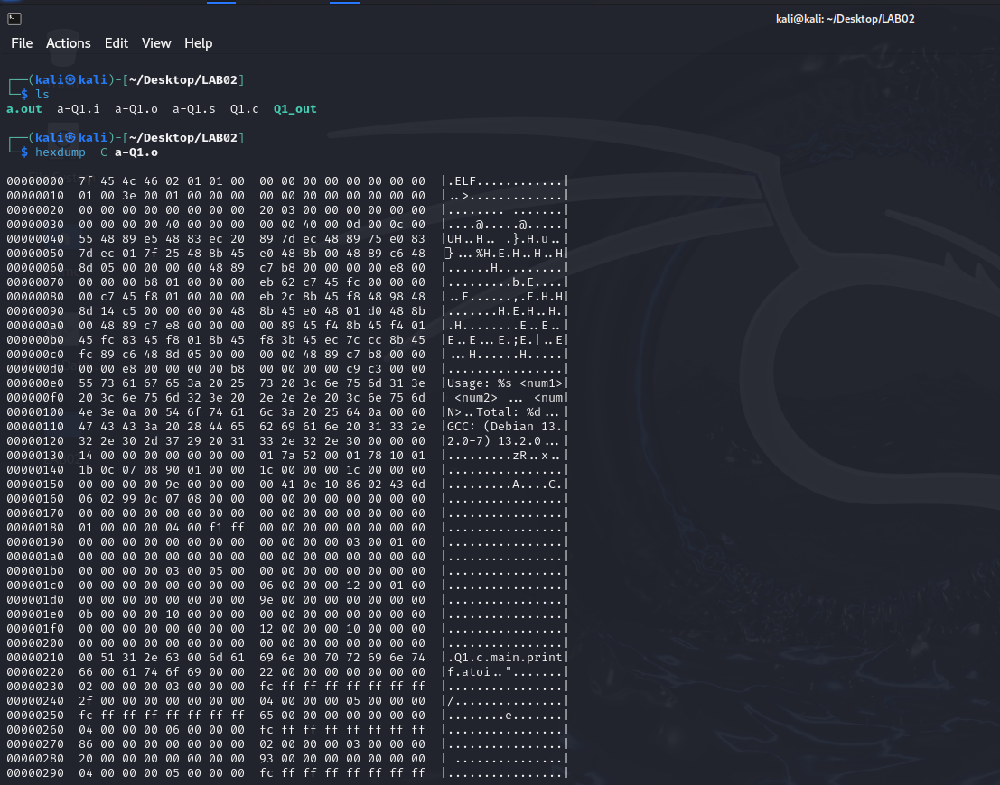 kali@kali: ~/Desktop/LAB02
File Actions Edit View Help
┌──(kali㉿kali)-[~/Desktop/LAB02]
└─$ ls
a.out a-Q1.i a-Q1.o a-Q1.s Q1.c Q1_out
┌──(kali㉿kali)-[~/Desktop/LAB02]
└─$ hexdump -C a-Q1.o
00000000 7f 45 4c 46 02 01 01 00 00 00 00 00 00 00 00 00 |.ELF............|
00000010 01 00 3e 00 01 00 00 00 00 00 00 00 00 00 00 00 |..>.............|
00000020 00 00 00 00 00 00 00 00 20 03 00 00 00 00 00 00 |........ .......|
00000030 00 00 00 00 40 00 00 00 00 00 40 00 0d 00 0c 00 |....@.....@.....|
00000040 55 48 89 e5 48 83 ec 20 89 7d ec 48 89 75 e0 83 |UH..H.. .}.H.u..|
00000050 7d ec 01 7f 25 48 8b 45 e0 48 8b 00 48 89 c6 48 |}...%H.E.H..H..H|
00000060 8d 05 00 00 00 00 48 89 c7 b8 00 00 00 00 e8 00 |......H.........|
00000070 00 00 00 b8 01 00 00 00 eb 62 c7 45 fc 00 00 00 |.........b.E....|
00000080 00 c7 45 f8 01 00 00 00 eb 2c 8b 45 f8 48 98 48 |..E......,.E.H.H|
00000090 8d 14 c5 00 00 00 00 48 8b 45 e0 48 01 d0 48 8b |.......H.E.H..H.|
000000a0 00 48 89 c7 e8 00 00 00 00 89 45 f4 8b 45 f4 01 |.H........E..E..|
000000b0 45 fc 83 45 f8 01 8b 45 f8 3b 45 ec 7c cc 8b 45 |E..E...E.;E.|..E|
000000c0 fc 89 c6 48 8d 05 00 00 00 00 48 89 c7 b8 00 00 |...H......H.....|
000000d0 00 00 e8 00 00 00 00 b8 00 00 00 00 c9 c3 00 00 |................|
000000e0 55 73 61 67 65 3a 20 25 73 20 3c 6e 75 6d 31 3e |Usage: %s <num1>|
000000f0 20 3c 6e 75 6d 32 3e 20 2e 2e 2e 20 3c 6e 75 6d | <num2> ... <num|
00000100 4e 3e 0a 00 54 6f 74 61 6c 3a 20 25 64 0a 00 00 |N>..Total: %d...|
00000110 47 43 43 3a 20 28 44 65 62 69 61 6e 20 31 33 2e |GCC: (Debian 13.|
00000120 32 2e 30 2d 37 29 20 31 33 2e 32 2e 30 00 00 00 |2.0-7) 13.2.0...|
00000130 14 00 00 00 00 00 00 00 01 7a 52 00 01 78 10 01 |.........zR..x..|
00000140 1b 0c 07 08 90 01 00 00 1c 00 00 00 1c 00 00 00 |................|
00000150 00 00 00 00 9e 00 00 00 00 41 0e 10 86 02 43 0d |.........A....C.|
00000160 06 02 99 0c 07 08 00 00 00 00 00 00 00 00 00 00 |................|
00000170 00 00 00 00 00 00 00 00 00 00 00 00 00 00 00 00 |................|
00000180 01 00 00 00 04 00 f1 ff 00 00 00 00 00 00 00 00 |................|
00000190 00 00 00 00 00 00 00 00 00 00 00 00 03 00 01 00 |................|
000001a0 00 00 00 00 00 00 00 00 00 00 00 00 00 00 00 00 |................|
000001b0 00 00 00 00 03 00 05 00 00 00 00 00 00 00 00 00 |................|
000001c0 00 00 00 00 00 00 00 00 06 00 00 00 12 00 01 00 |................|
000001d0 00 00 00 00 00 00 00 00 9e 00 00 00 00 00 00 00 |................|
000001e0 0b 00 00 00 10 00 00 00 00 00 00 00 00 00 00 00 |................|
000001f0 00 00 00 00 00 00 00 00 12 00 00 00 10 00 00 00 |................|
00000200 00 00 00 00 00 00 00 00 00 00 00 00 00 00 00 00 |................|
00000210 00 51 31 2e 63 00 6d 61 69 6e 00 70 72 69 6e 74 |.Q1.c.main.print|
00000220 66 00 61 74 6f 69 00 00 22 00 00 00 00 00 00 00 |f.atoi..".......|
00000230 02 00 00 00 03 00 00 00 fc ff ff ff ff ff ff ff |................|
00000240 2f 00 00 00 00 00 00 00 04 00 00 00 05 00 00 00 |/...............|
00000250 fc ff ff ff ff ff ff ff 65 00 00 00 00 00 00 00 |........e.......|
00000260 04 00 00 00 06 00 00 00 fc ff ff ff ff ff ff ff |................|
00000270 86 00 00 00 00 00 00 00 02 00 00 00 03 00 00 00 |................|
00000280 20 00 00 00 00 00 00 00 93 00 00 00 00 00 00 00 | ...............|
00000290 04 00 00 00 05 00 00 00 fc ff ff ff ff ff ff ff |................|